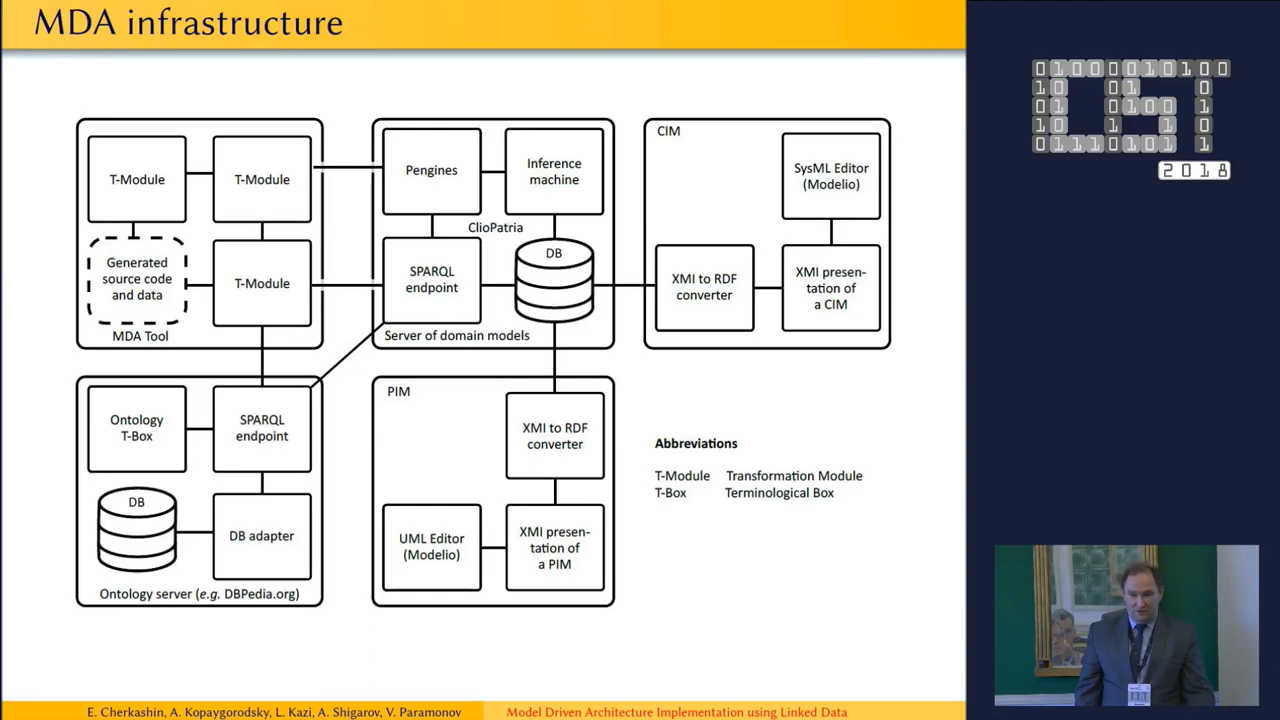 MDA infrastructure
T-Module
T-Module
Generated
source code
and data
T-Module
MDA Tool
Pengines
Inference
machine
ClioPatria
SPARQL
endpoint
DB
Server of domain models
CIM
SysML Editor
(Modelio)
XMI to RDF
converter
XMI presen-
tation of
a CIM
Ontology
T-Box
SPARQL
endpoint
DB
DB adapter
Ontology server (e.g. DBPedia.org)
PIM
XMI to RDF
converter
UML Editor
(Modelio)
XMI presen-
tation of
a PIM
Abbreviations
T-Module Transformation Module
T-Box Terminological Box
E. Cherkashin, A. Kopaygorodsky, L. Kazi, A. Shigarov, V. Paramonov
Model Driven Architecture Implementation using Linked Data
2018